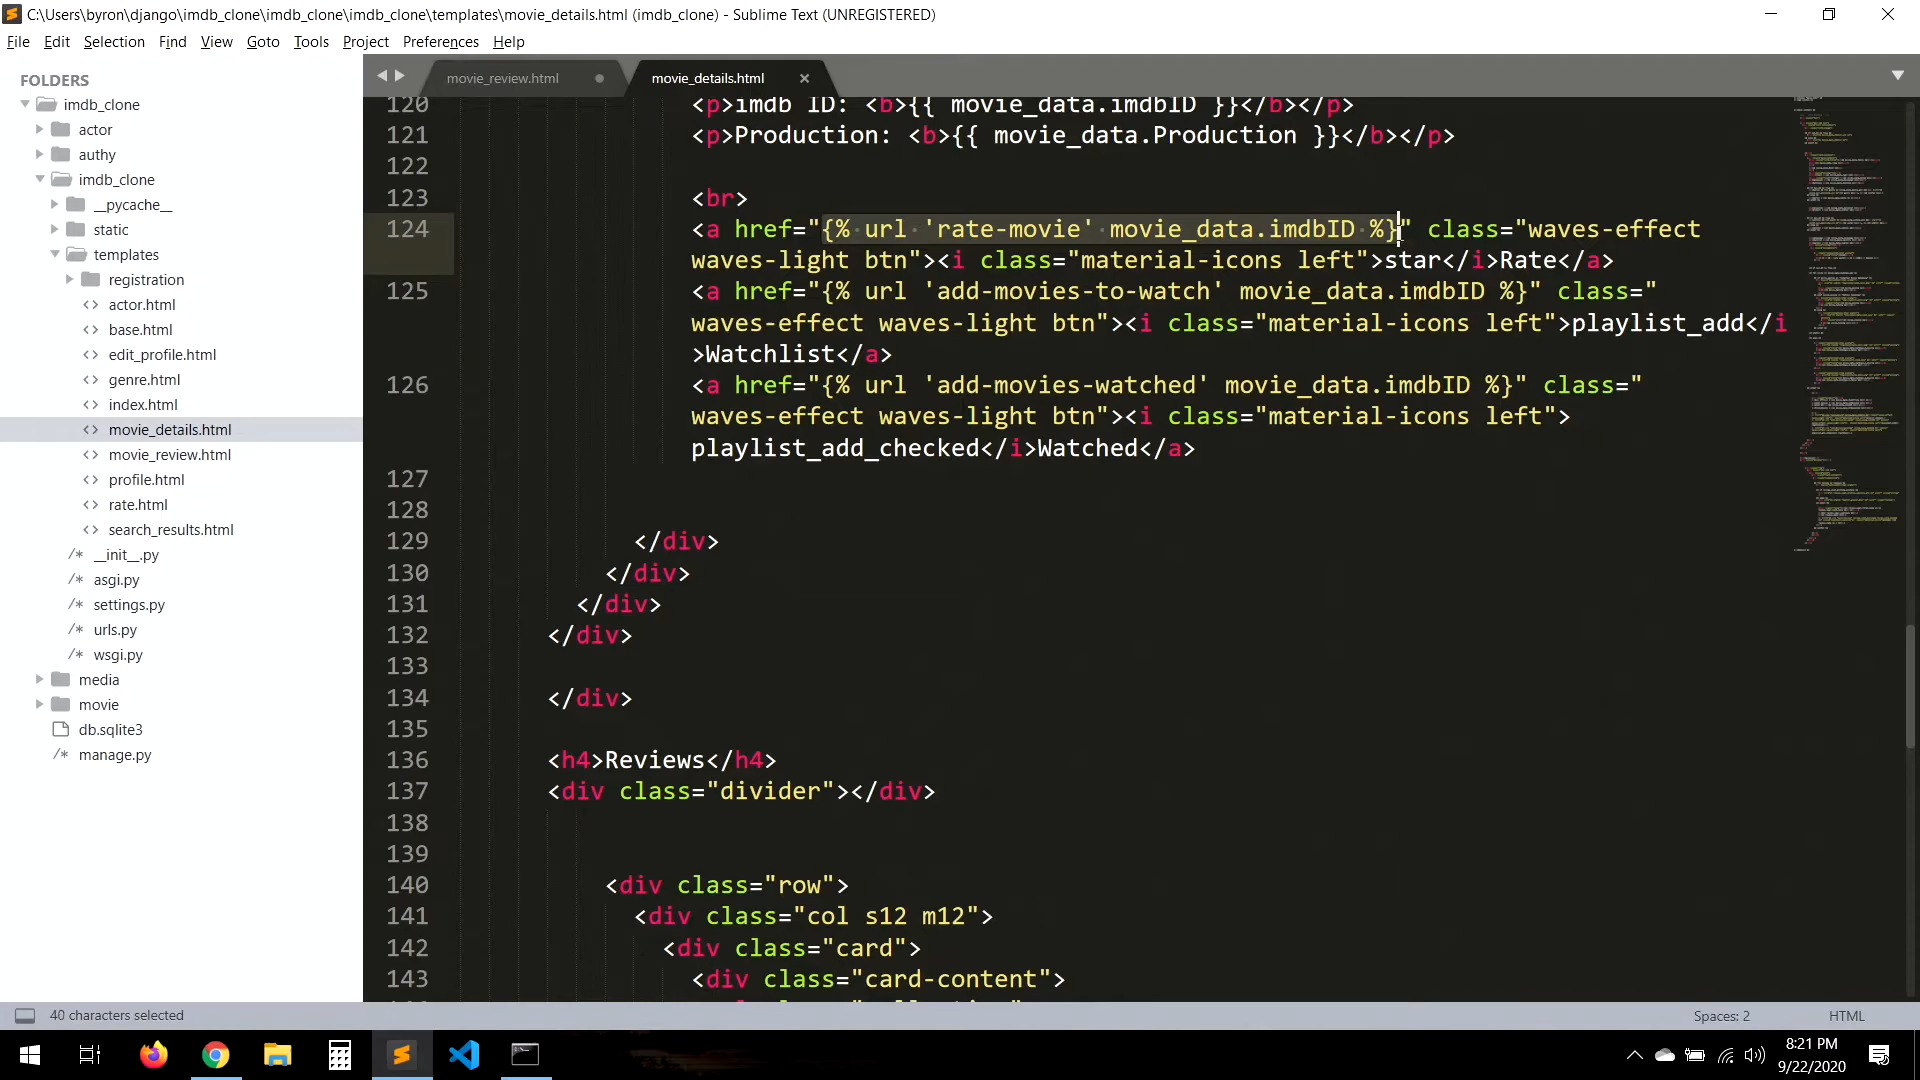 C:\Users\byron\django\imdb_clone\imdb_clone\imdb_clone\templates\movie_details.html (imdb_clone) - Sublime Text (UNREGISTERED)
File Edit Selection Find View Goto Tools Project Preferences Help
FOLDERS
imdb_clone
actor
authy
imdb_clone
__pycache__
static
templates
registration
<> actor.html
<> base.html
<> edit_profile.html
<> genre.html
<> index.html
<> movie_details.html
<> movie_review.html
<> profile.html
<> rate.html
<> search_results.html
/* __init__.py
/* asgi.py
/* settings.py
/* urls.py
/* wsgi.py
media
movie
db.sqlite3
/* manage.py
movie_review.html
movie_details.html
120 <p>imdb ID: <b>{{ movie_data.imdbID }}</b></p>
121 <p>Production: <b>{{ movie_data.Production }}</b></p>
122
123 <br>
124 <a href="{% url 'rate-movie' movie_data.imdbID %}" class="waves-effect
waves-light btn"><i class="material-icons left">star</i>Rate</a>
125 <a href="{% url 'add-movies-to-watch' movie_data.imdbID %}" class="
waves-effect waves-light btn"><i class="material-icons left">playlist_add</i
>Watchlist</a>
126 <a href="{% url 'add-movies-watched' movie_data.imdbID %}" class="
waves-effect waves-light btn"><i class="material-icons left">
playlist_add_checked</i>Watched</a>
127
128
129 </div>
130 </div>
131 </div>
132 </div>
133
134 </div>
135
136 <h4>Reviews</h4>
137 <div class="divider"></div>
138
139
140 <div class="row">
141 <div class="col s12 m12">
142 <div class="card">
143 <div class="card-content">
40 characters selected
Spaces: 2
HTML
8:21 PM
9/22/2020